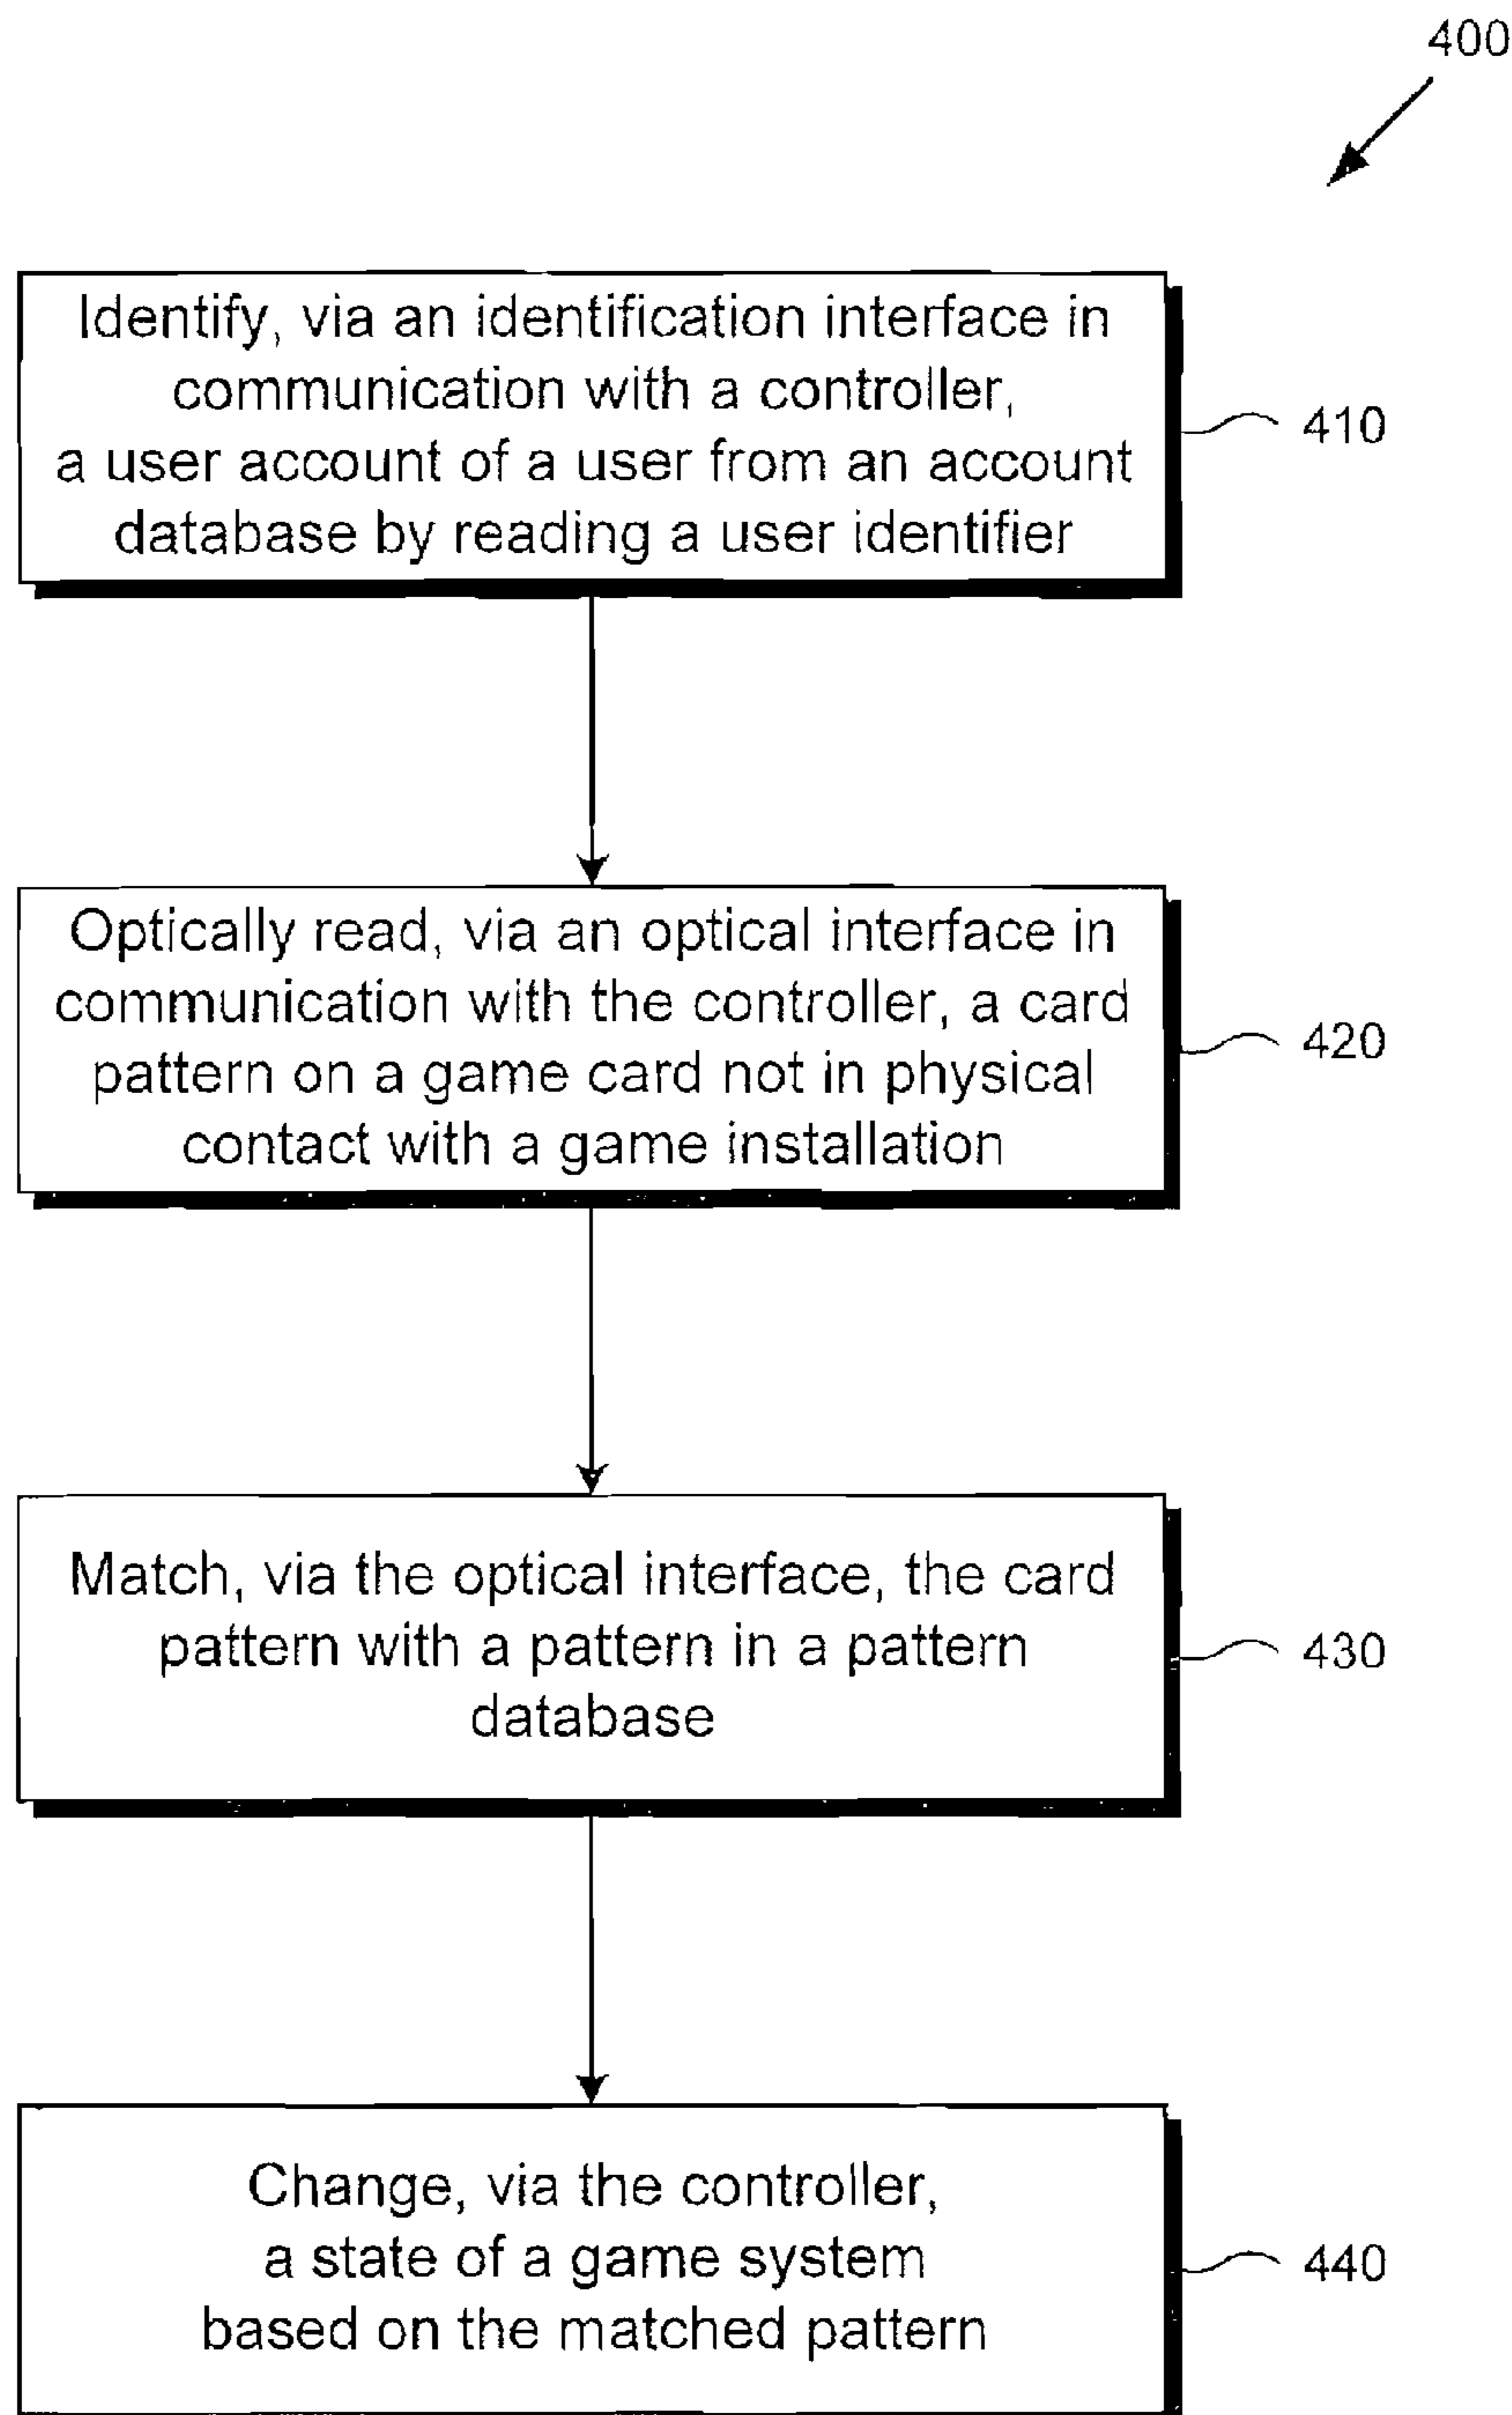 400
Identify, via an identification interface in
communication with a controller,
a user account of a user from an account
database by reading a user identifier
410
Optically read, via an optical interface in
communication with the controller, a card
pattern on a game card not in physical
contact with a game installation
420
Match, via the optical interface, the card
pattern with a pattern in a pattern
database
430
Change, via the controller,
a state of a game system
based on the matched pattern
440